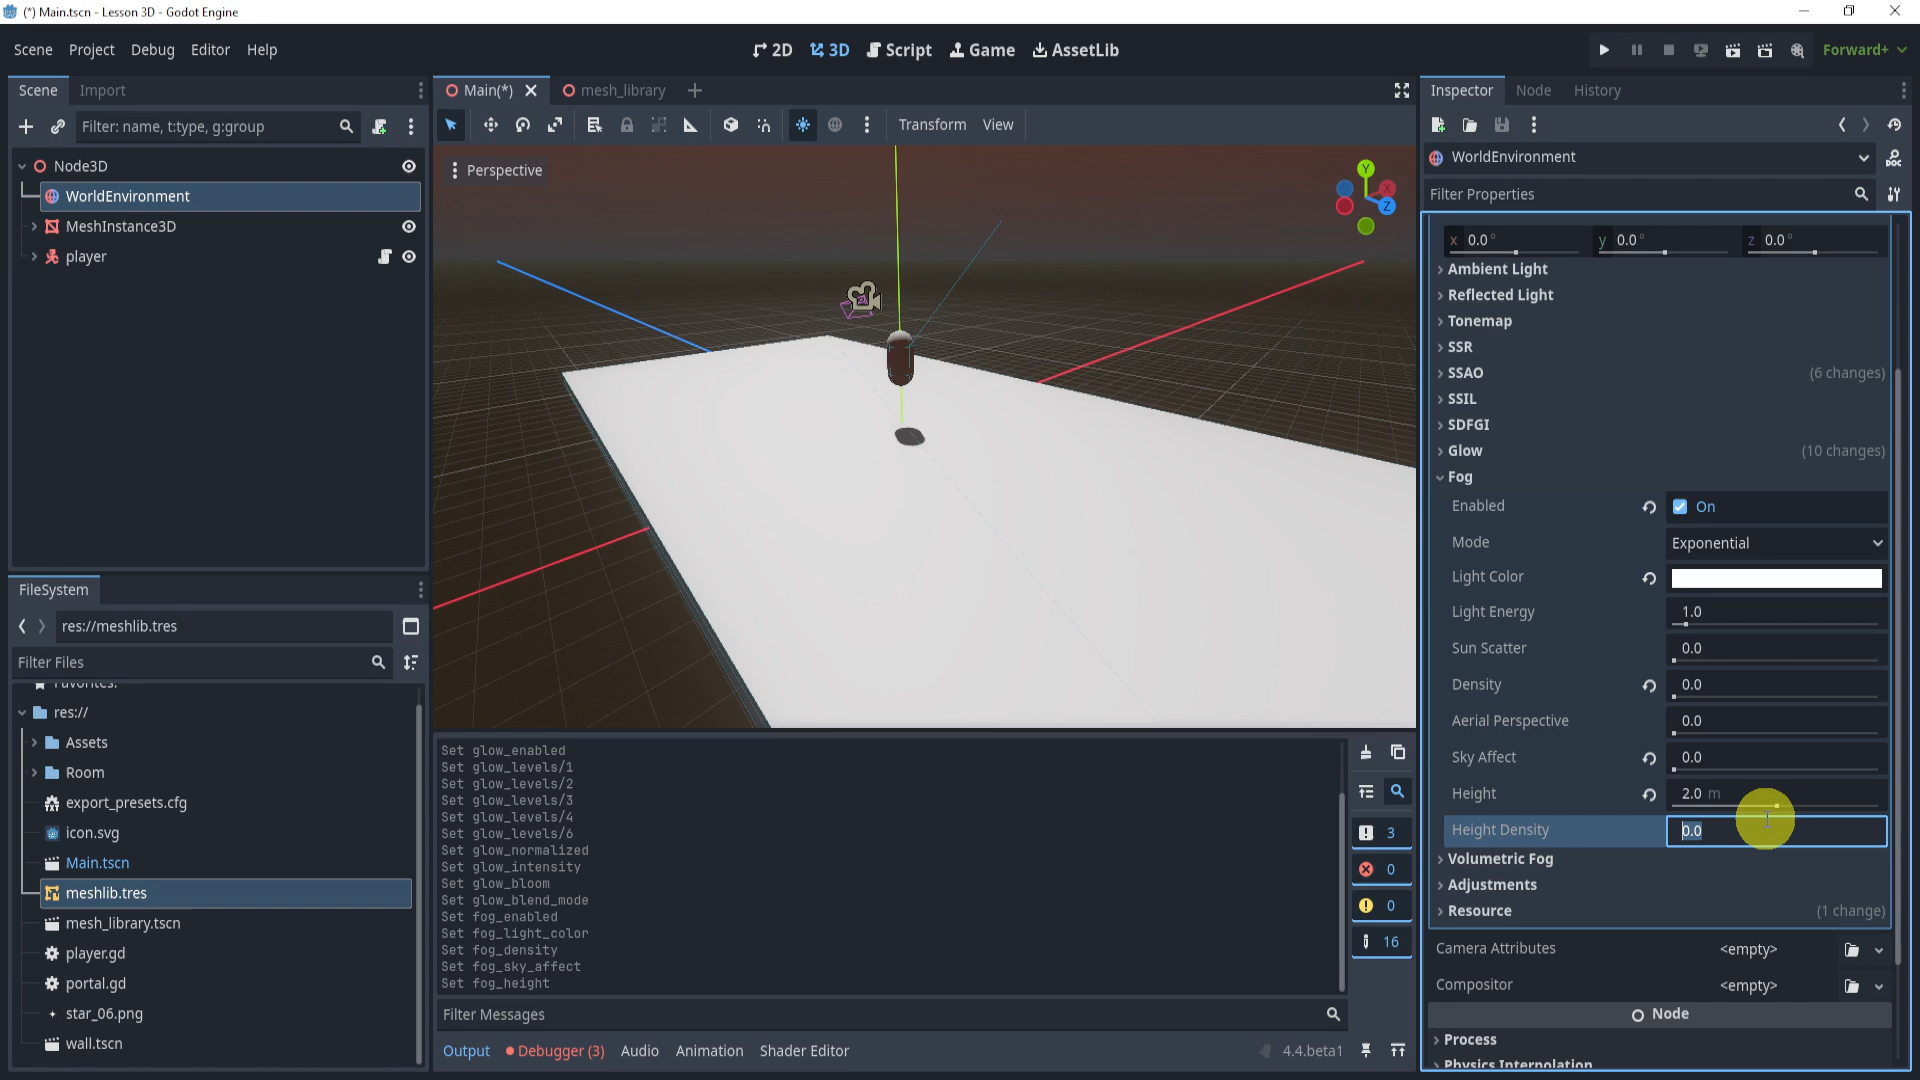 (*) Main.tscn - Lesson 3D - Godot Engine
Scene Project Debug Editor Help
2D 3D Script Game AssetLib
Forward+
Scene Import
Filter: name, t:type, g:group
Node3D
WorldEnvironment
MeshInstance3D
player
FileSystem
res://meshlib.tres
Filter Files
Favorites:
res://
Assets
Room
export_presets.cfg
icon.svg
Main.tscn
meshlib.tres
mesh_library.tscn
player.gd
portal.gd
star_06.png
wall.tscn
Main(*) mesh_library
Transform View
Perspective
Y
X
Z
Set glow_enabled
Set glow_levels/1
Set glow_levels/2
Set glow_levels/3
Set glow_levels/4
Set glow_levels/6
Set glow_normalized
Set glow_intensity
Set glow_bloom
Set glow_blend_mode
Set fog_enabled
Set fog_light_color
Set fog_density
Set fog_sky_affect
Set fog_height
3
0
0
16
Filter Messages
Output Debugger (3) Audio Animation Shader Editor 4.4.beta1
Inspector Node History
WorldEnvironment
Filter Properties
x 0.0° y 0.0° z 0.0°
Ambient Light
Reflected Light
Tonemap
SSR
SSAO (6 changes)
SSIL
SDFGI
Glow (10 changes)
Fog
Enabled On
Mode Exponential
Light Color
Light Energy 1.0
Sun Scatter 0.0
Density 0.0
Aerial Perspective 0.0
Sky Affect 0.0
Height 2.0 m
Height Density 0.0
Volumetric Fog
Adjustments
Resource (1 change)
Camera Attributes <empty>
Compositor <empty>
Node
Process
Physics Interpolation